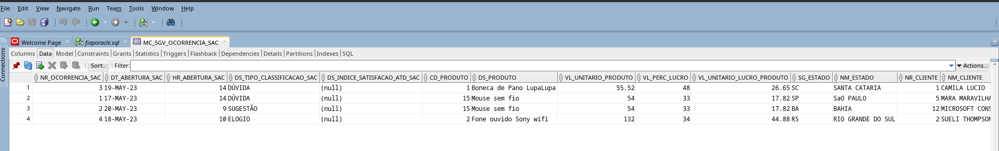 File Edit View Navigate Run Team Tools Window Help
Welcome Page fiaporacle.sql MC_SGV_OCORRENCIA_SAC
Connections
Columns Data Model Constraints Grants Statistics Triggers Flashback Dependencies Details Partitions Indexes SQL
Sort.. Filter: Actions...
NR_OCORRENCIA_SAC DT_ABERTURA_SAC HR_ABERTURA_SAC DS_TIPO_CLASSIFICACAO_SAC DS_INDICE_SATISFACAO_ATD_SAC CD_PRODUTO DS_PRODUTO VL_UNITARIO_PRODUTO VL_PERC_LUCRO VL_UNITARIO_LUCRO_PRODUTO SG_ESTADO NM_ESTADO NR_CLIENTE NM_CLIENTE
1 3 19-MAY-23 14 DÚVIDA (null) 1 Boneca de Pano LupaLupa 55.52 48 26.65 SC SANTA CATARIA 1 CAMILA LUCIO
2 1 17-MAY-23 14 DÚVIDA (null) 15 Mouse sem fio 54 33 17.82 SP SaO PAULO 5 MARA MARAVILHA
3 2 20-MAY-23 9 SUGESTÃO (null) 15 Mouse sem fio 54 33 17.82 BA BAHIA 12 MICROSOFT CONS
4 4 18-MAY-23 10 ELOGIO (null) 2 Fone ouvido Sony wifi 132 34 44.88 RS RIO GRANDE DO SUL 2 SUELI THOMPSON